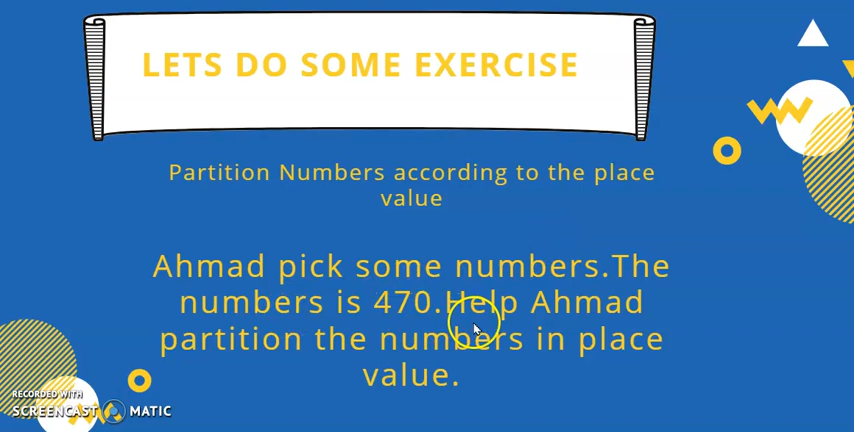 LETS DO SOME EXERCISE
Partition Numbers according to the place
value
Ahmad pick some numbers.The
numbers is 470.Help Ahmad
partition the numbers in place
value.
RECORDED WITH
SCREENCAST MATIC